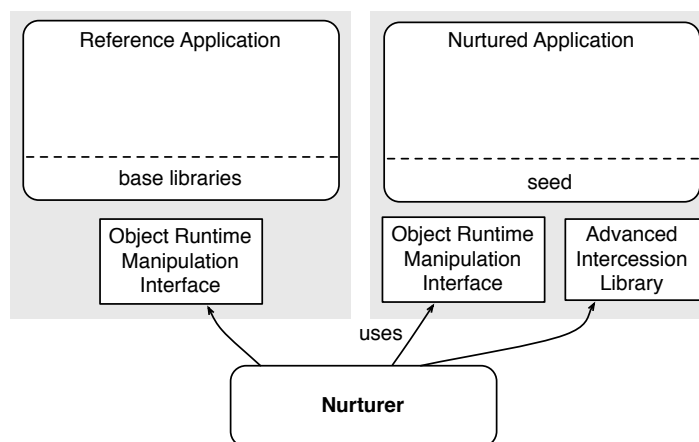 Reference Application
base libraries
Object Runtime
Manipulation
Interface
Nurtured Application
seed
Object Runtime
Manipulation
Interface
Advanced
Intercession
Library
uses
Nurturer